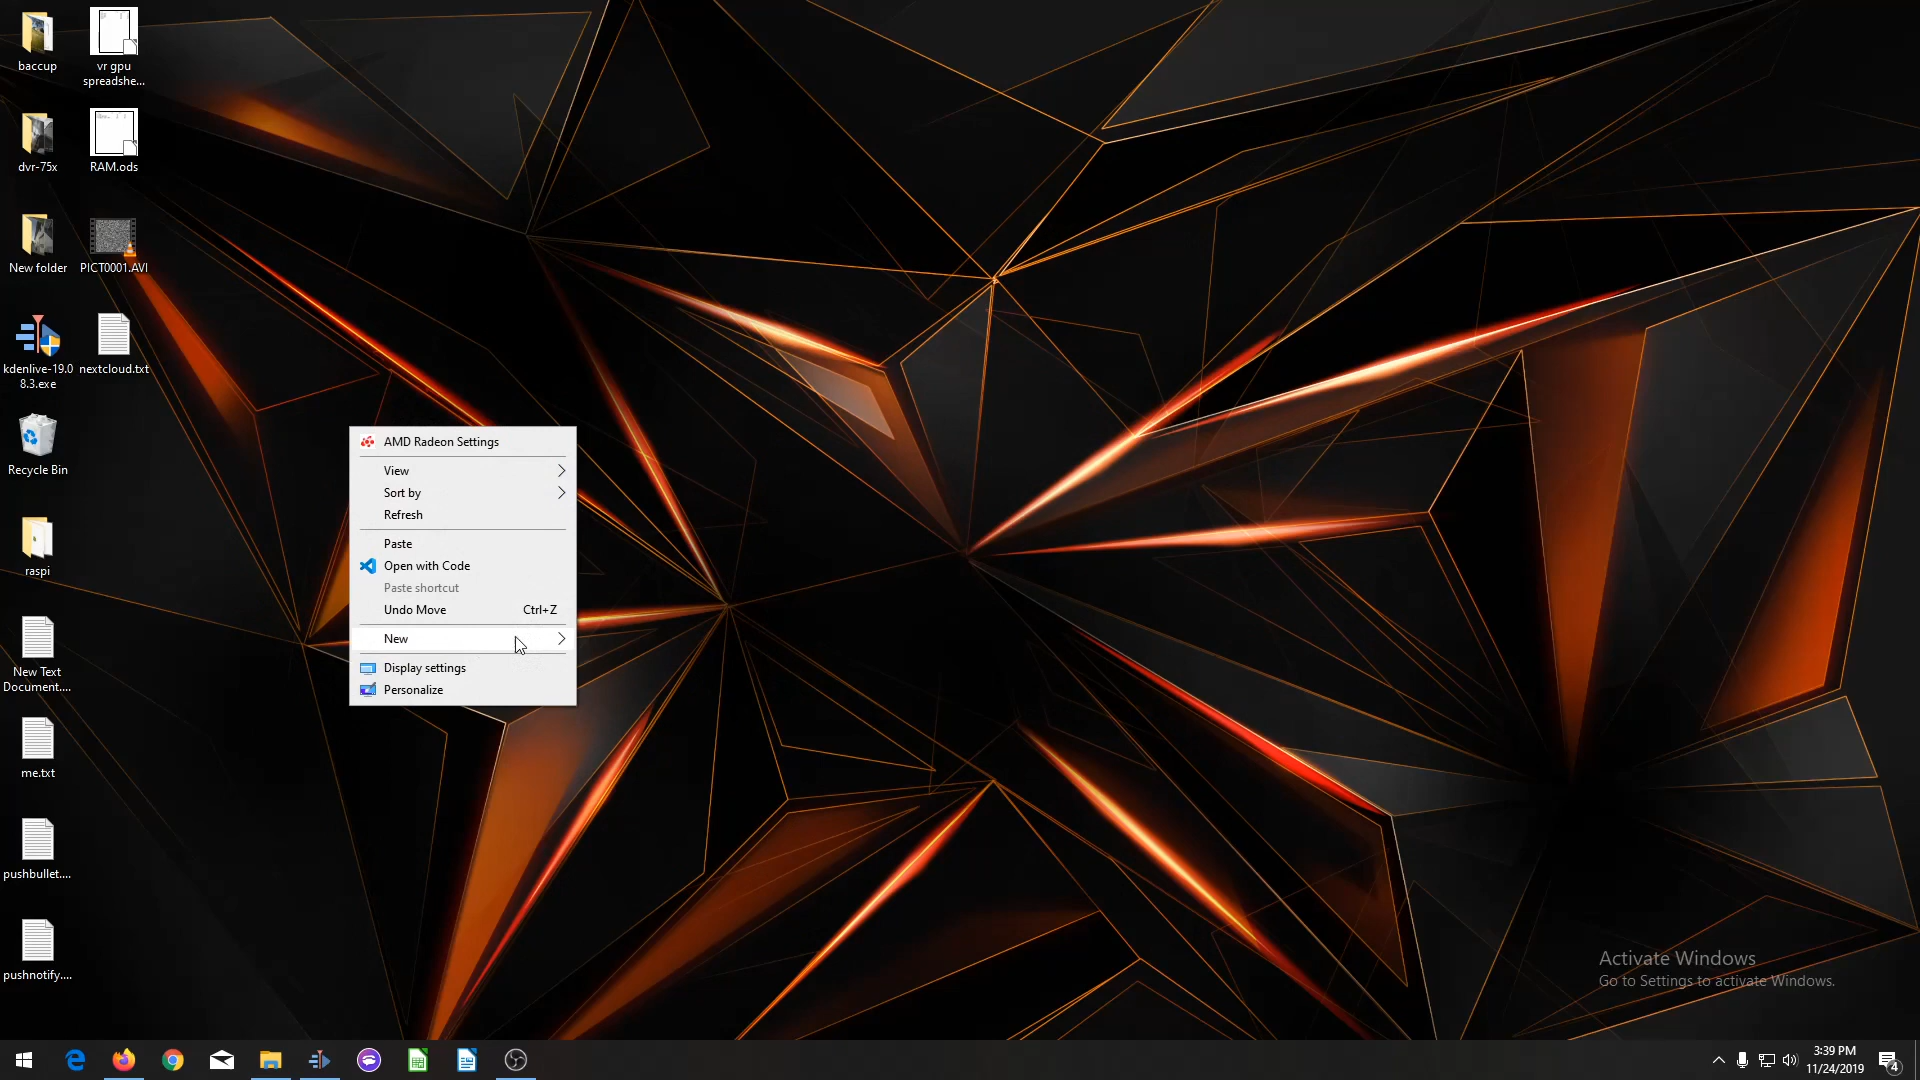 baccup
vr gpu
spreadshe...
dvr-75x
RAM.ods
New folder
PICT0001.AVI
kdenlive-19.0
8.3.exe
nextcloud.txt
Recycle Bin
raspi
New Text
Document....
me.txt
pushbullet....
pushnotify....
AMD Radeon Settings
View
Sort by
Refresh
Paste
Open with Code
Paste shortcut
Undo Move Ctrl+Z
New
Display settings
Personalize
Activate Windows
Go to Settings to activate Windows.
3:39 PM
11/24/2019
4